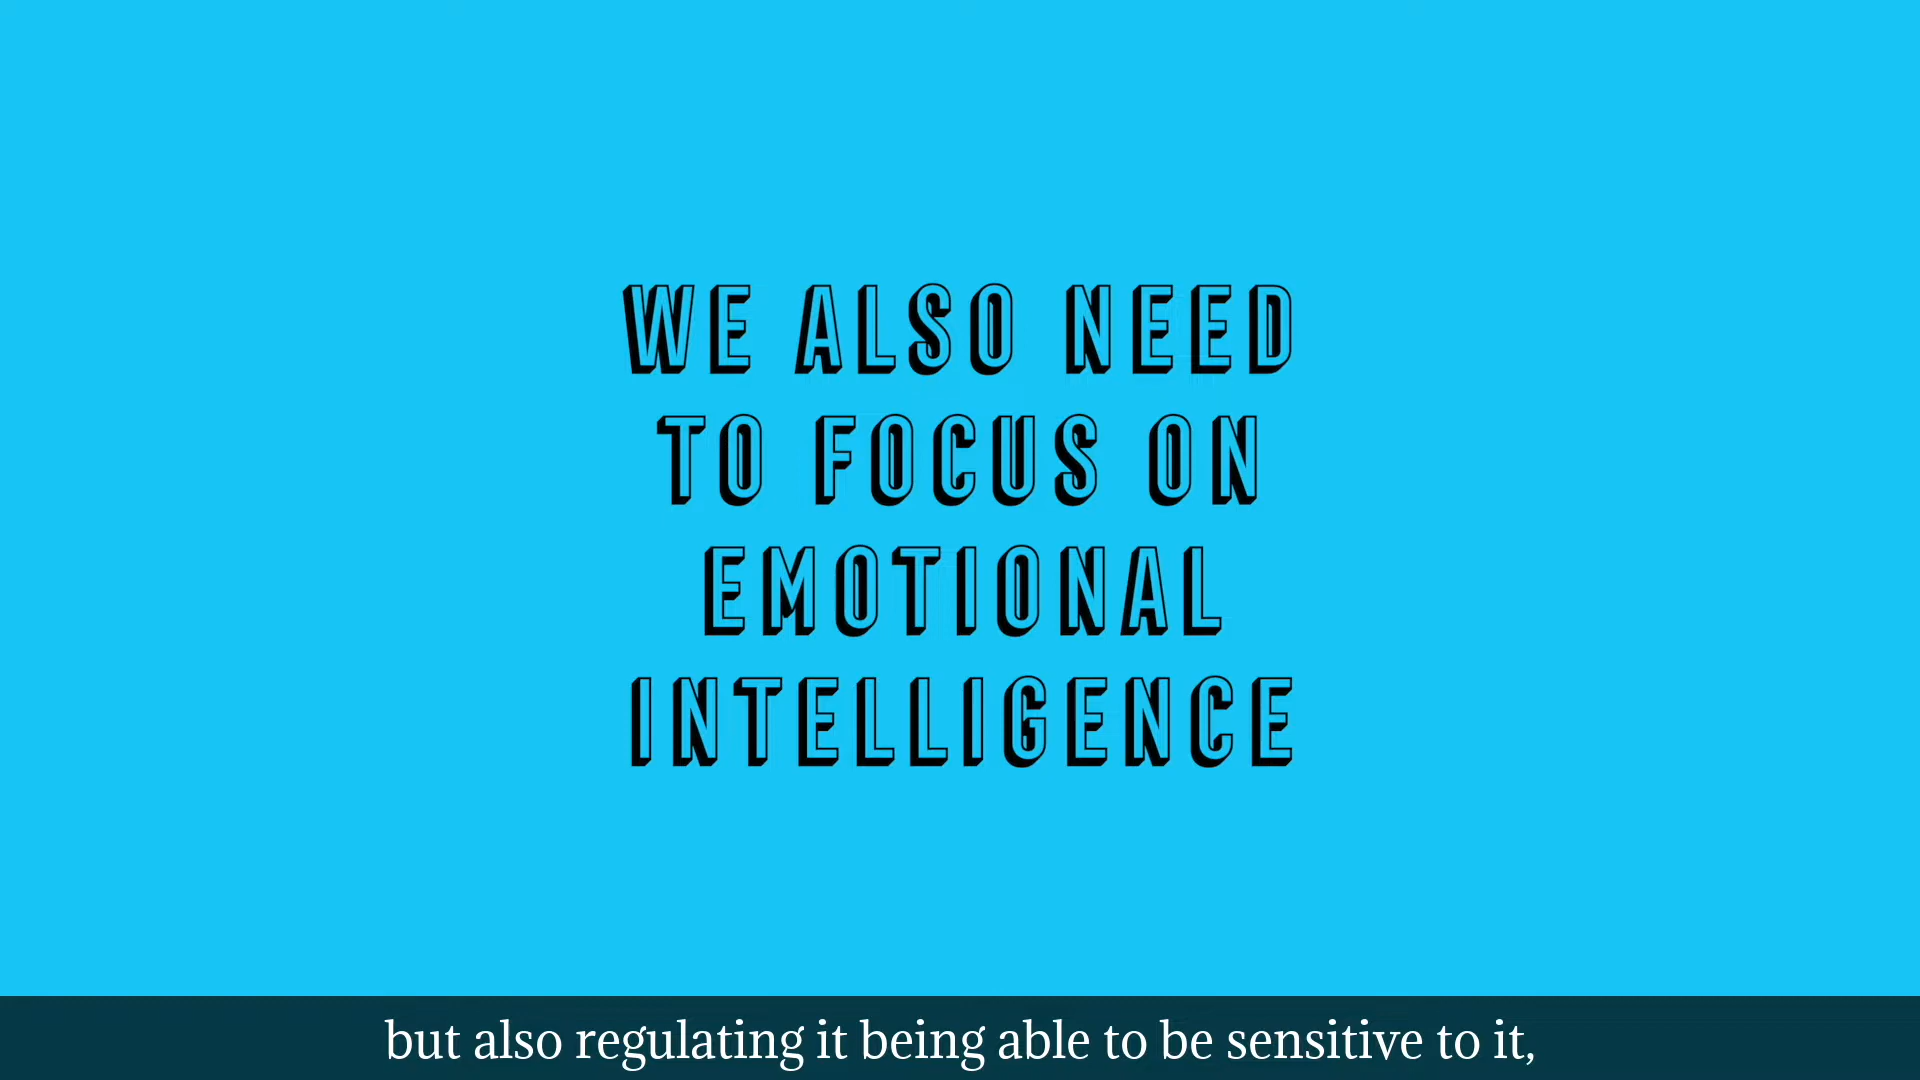 WE ALSO NEED
TO FOCUS ON
EMOTIONAL
INTELLIGENCE
but also regulating it being able to be sensitive to it,